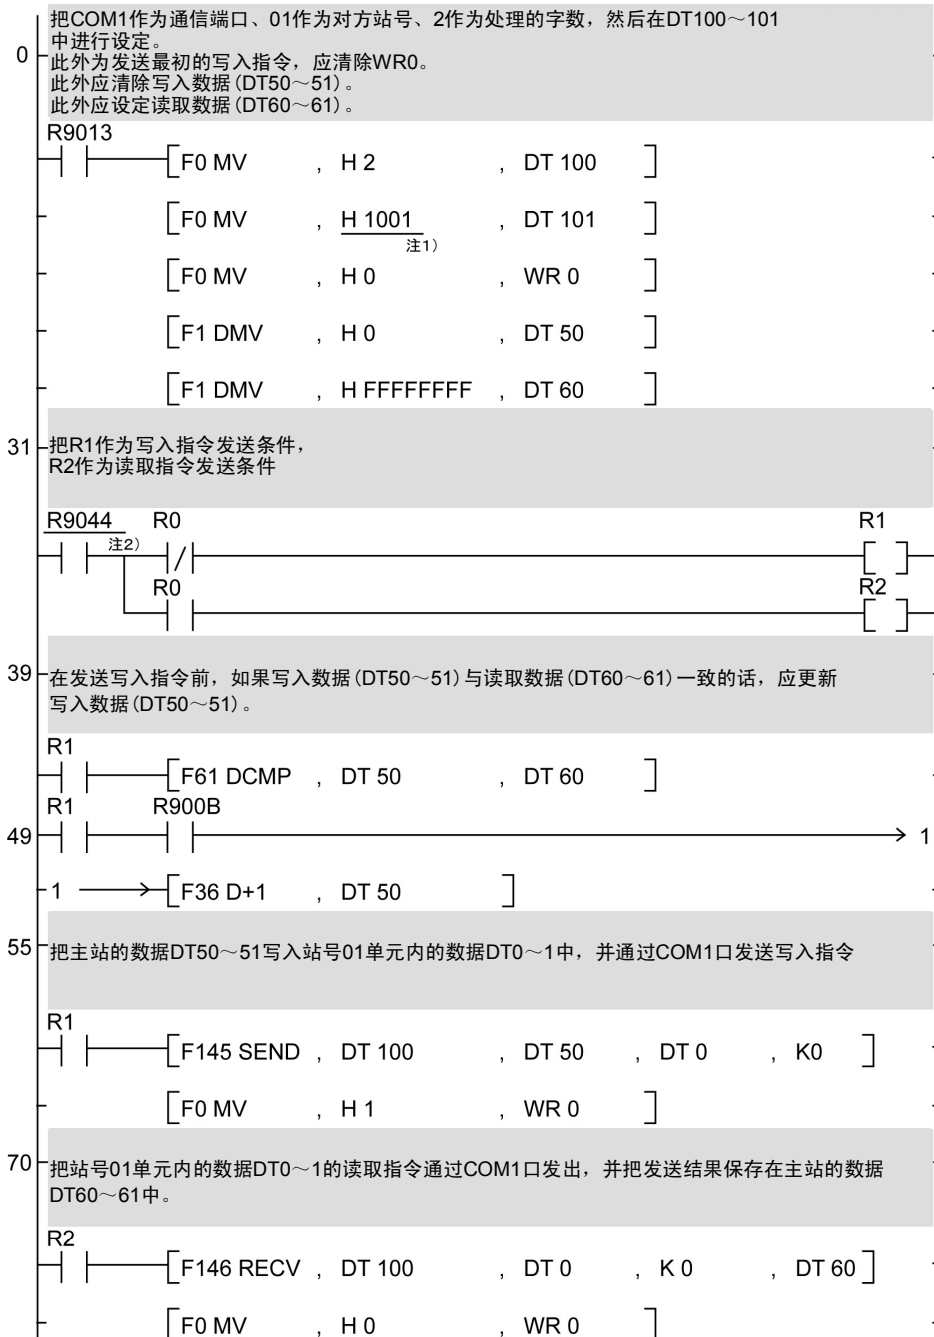 把COM1作为通信端口、01作为对方站号、2作为处理的字数，然后在DT100～101
中进行设定。
0
此外为发送最初的写入指令，应清除WR0。
此外应清除写入数据(DT50～51)。
此外应设定读取数据(DT60～61)。
R9013
[F0 MV , H 2 , DT 100 ]
[F0 MV , H 1001 , DT 101 ]
注1)
[F0 MV , H 0 , WR 0 ]
[F1 DMV , H 0 , DT 50 ]
[F1 DMV , H FFFFFFFF , DT 60 ]
31 把R1作为写入指令发送条件，
R2作为读取指令发送条件
R9044 R0 R1
注2)
R0 R2
39 在发送写入指令前，如果写入数据(DT50～51)与读取数据(DT60～61)一致的话，应更新
写入数据(DT50～51)。
R1
[F61 DCMP , DT 50 , DT 60 ]
R1 R900B
49 1
1 [F36 D+1 , DT 50 ]
55 把主站的数据DT50～51写入站号01单元内的数据DT0～1中，并通过COM1口发送写入指令
R1
[F145 SEND , DT 100 , DT 50 , DT 0 , K0 ]
[F0 MV , H 1 , WR 0 ]
70 把站号01单元内的数据DT0～1的读取指令通过COM1口发出，并把发送结果保存在主站的数据
DT60～61中。
R2
[F146 RECV , DT 100 , DT 0 , K 0 , DT 60 ]
[F0 MV , H 0 , WR 0 ]